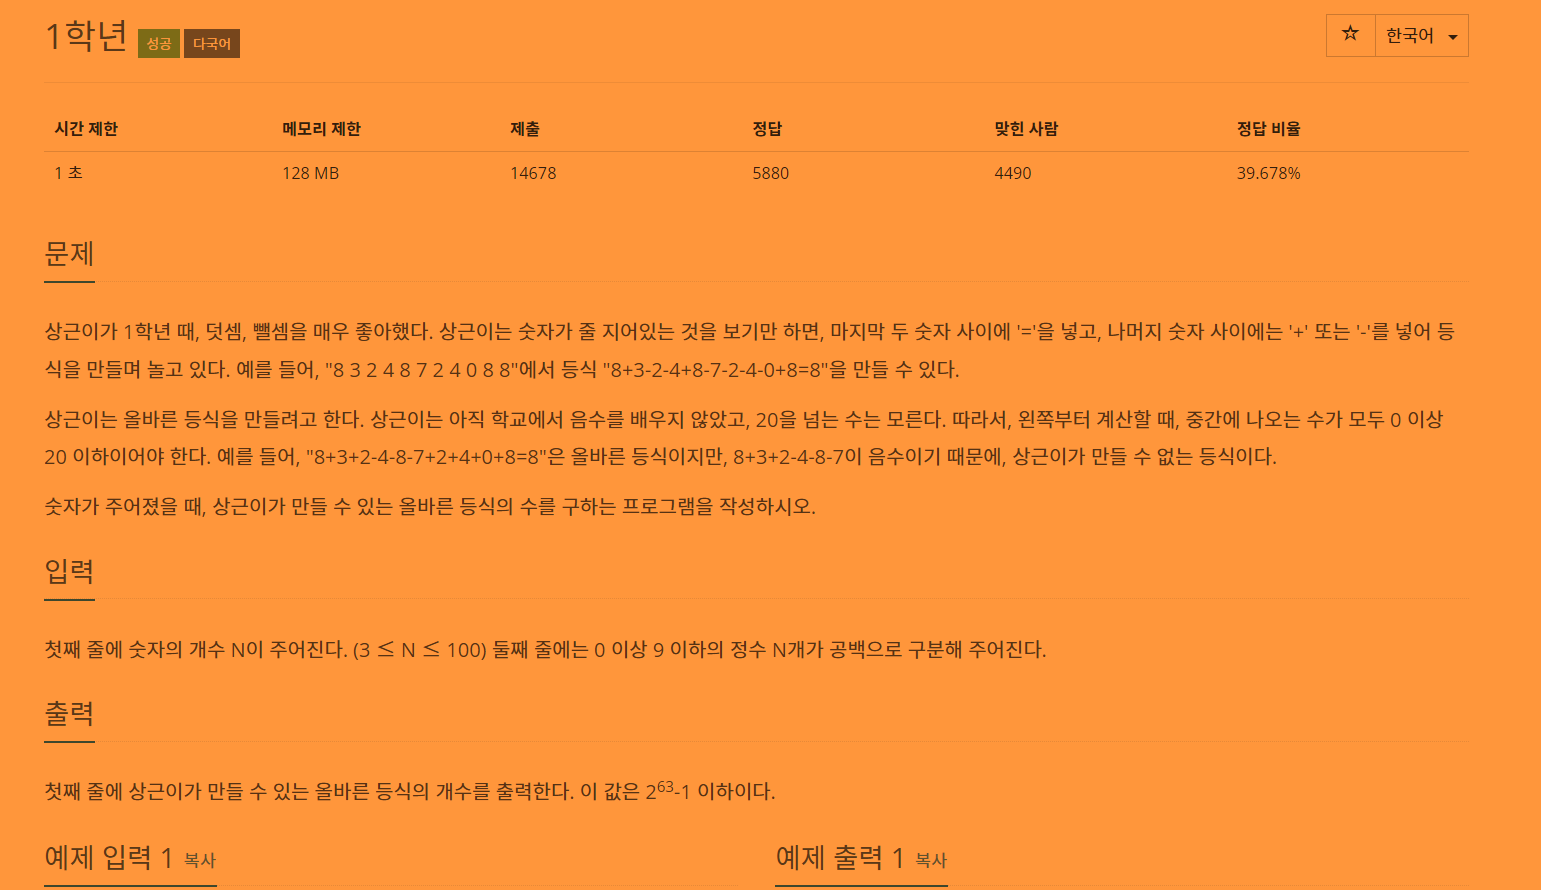 1학년 성공 다국어 ☆ 한국어
시간 제한 메모리 제한 제출 정답 맞힌 사람 정답 비율
1 초 128 MB 14678 5880 4490 39.678%
문제
상근이가 1학년 때, 덧셈, 뺄셈을 매우 좋아했다. 상근이는 숫자가 줄 지어있는 것을 보기만 하면, 마지막 두 숫자 사이에 '='을 넣고, 나머지 숫자 사이에는 '+' 또는 '-'를 넣어 등
식을 만들며 놀고 있다. 예를 들어, "8 3 2 4 8 7 2 4 0 8 8"에서 등식 "8+3-2-4+8-7-2-4-0+8=8"을 만들 수 있다.
상근이는 올바른 등식을 만들려고 한다. 상근이는 아직 학교에서 음수를 배우지 않았고, 20을 넘는 수는 모른다. 따라서, 왼쪽부터 계산할 때, 중간에 나오는 수가 모두 0 이상
20 이하이어야 한다. 예를 들어, "8+3+2-4-8-7+2+4+0+8=8"은 올바른 등식이지만, 8+3+2-4-8-7이 음수이기 때문에, 상근이가 만들 수 없는 등식이다.
숫자가 주어졌을 때, 상근이가 만들 수 있는 올바른 등식의 수를 구하는 프로그램을 작성하시오.
입력
첫째 줄에 숫자의 개수 N이 주어진다. (3 ≤ N ≤ 100) 둘째 줄에는 0 이상 9 이하의 정수 N개가 공백으로 구분해 주어진다.
출력
첫째 줄에 상근이가 만들 수 있는 올바른 등식의 개수를 출력한다. 이 값은 2⁶³-1 이하이다.
예제 입력 1 복사 예제 출력 1 복사